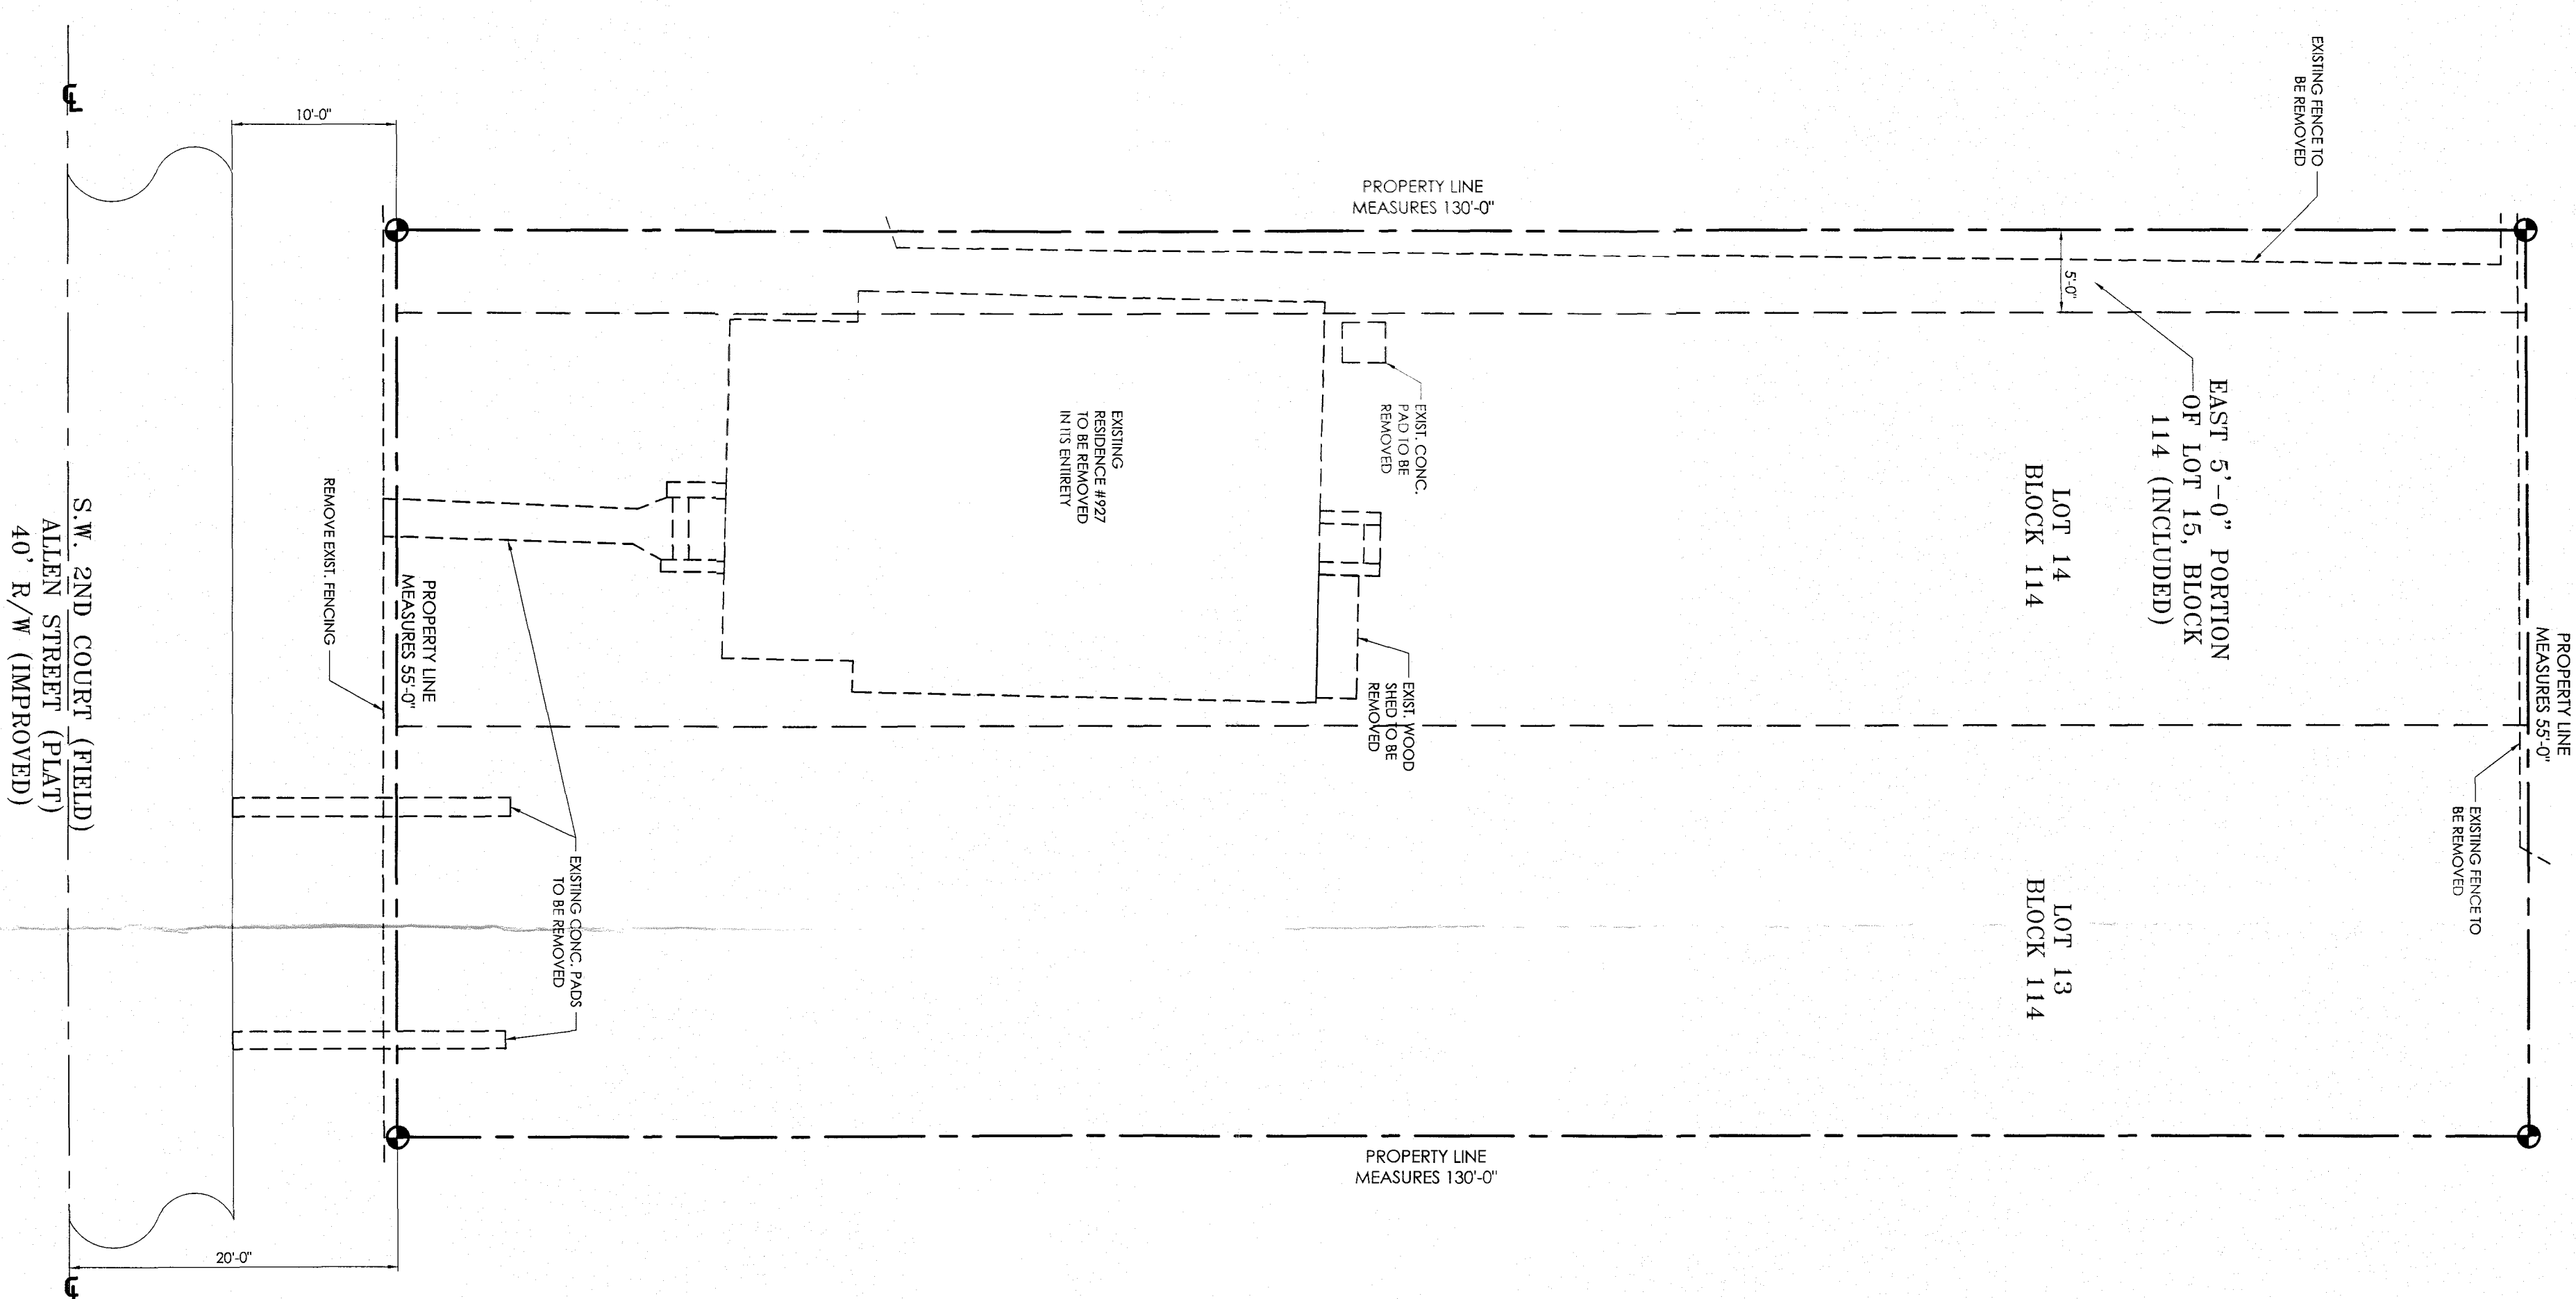 EXISTING FENCE TO
BE REMOVED
10'-0"
PROPERTY LINE
MEASURES 130'-0"
5'-0"
EAST 5'-0" PORTION
OF LOT 15, BLOCK
114 (INCLUDED)
EXIST. CONC.
PAD TO BE
REMOVED
EXISTING
RESIDENCE #927
TO BE REMOVED
IN ITS ENTIRETY
LOT 14
BLOCK 114
PROPERTY LINE
MEASURES 55'-0"
REMOVE EXIST. FENCING
PROPERTY LINE
MEASURES 55'-0"
EXIST. WOOD
SHED TO BE
REMOVED
EXISTING FENCE TO
BE REMOVED
S.W. 2ND COURT (FIELD)
ALLEN STREET (PLAT)
40' R/W (IMPROVED)
EXISTING CONC. PADS
TO BE REMOVED
LOT 13
BLOCK 114
PROPERTY LINE
MEASURES 130'-0"
20'-0"